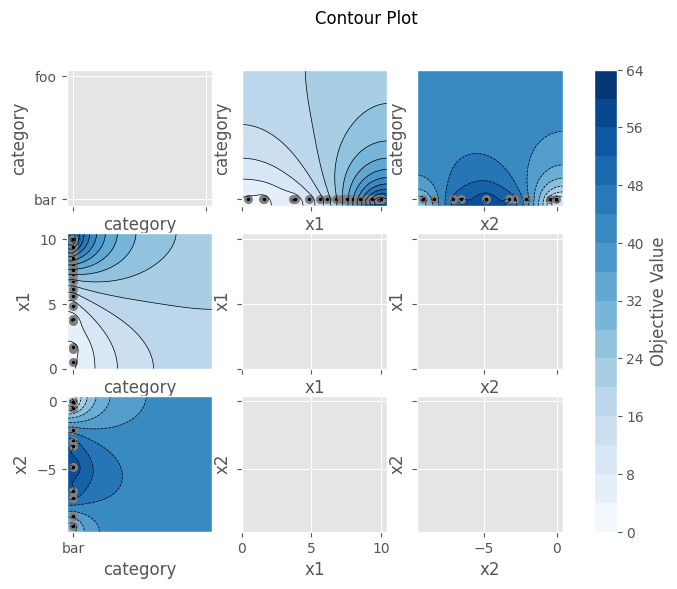 Contour Plot
foo
bar
category
category
category
x1
category
x2
10
5
0
x1
category
x1
x1
x1
x2
0
−5
x2
bar
category
x2
0
5
10
x1
x2
−5
0
x2
64
56
48
40
32
24
16
8
0
Objective Value